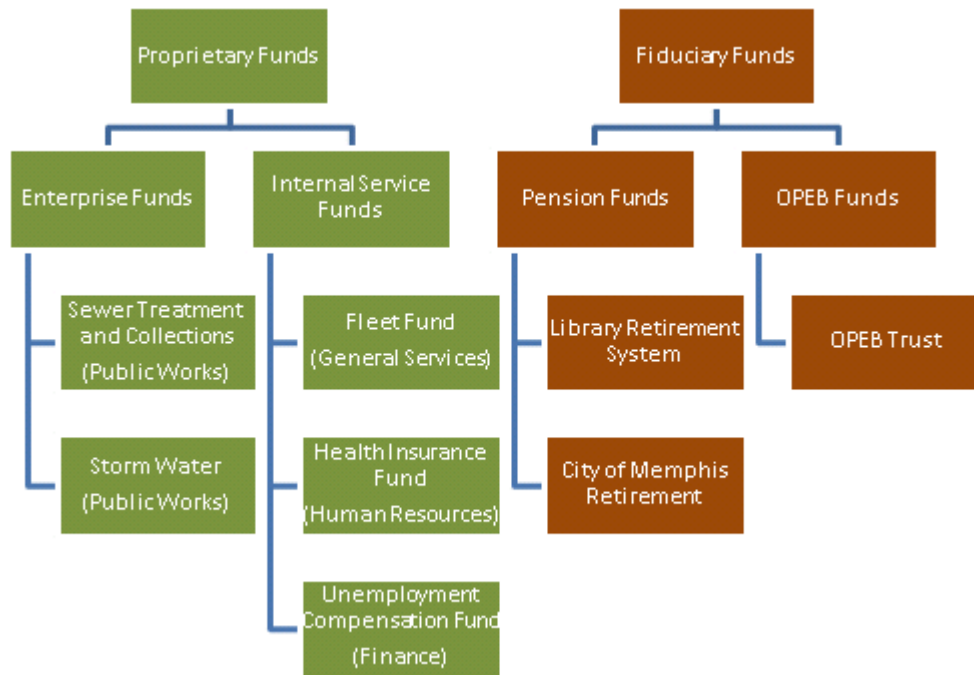 Proprietary Funds
Fiduciary Funds
Enterprise Funds
Internal Service
Funds
Pension Funds
OPEB Funds
Sewer Treatment
and Collections
(Public Works)
Fleet Fund
(General Services)
Library Retirement
System
OPEB Trust
Storm Water
(Public Works)
Health Insurance
Fund
(Human Resources)
City of Memphis
Retirement
Unemployment
Compensation Fund
(Finance)